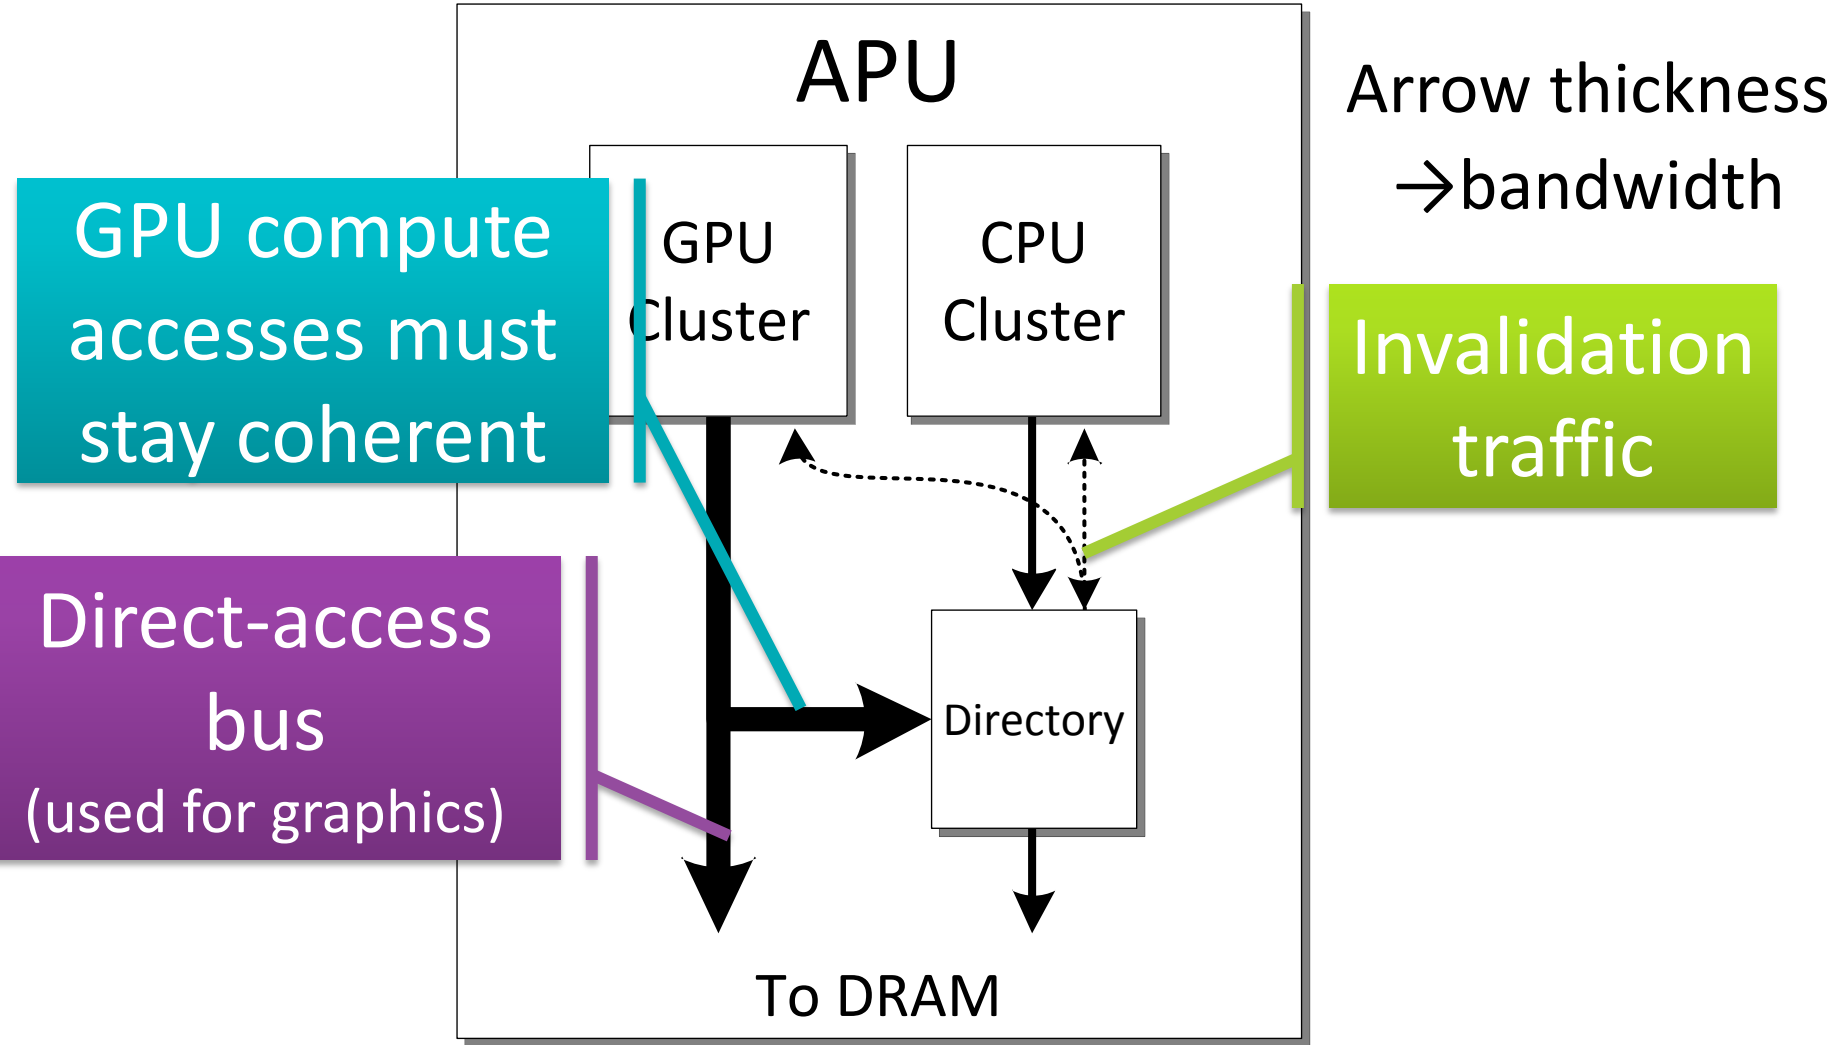 APU
Arrow thickness
→bandwidth
GPU compute
accesses must
stay coherent
GPU
Cluster
CPU
Cluster
Invalidation
traffic
Direct-access
bus
(used for graphics)
Directory
To DRAM